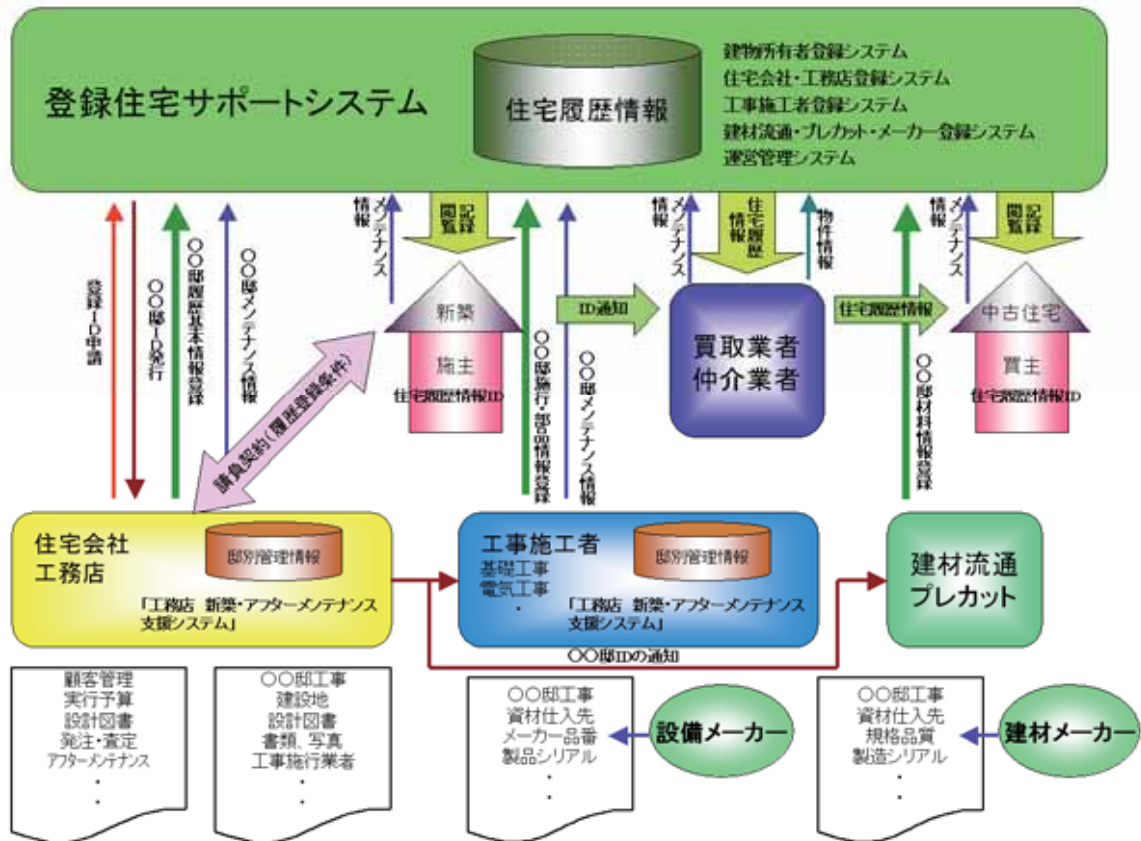 登録住宅サポートシステム
住宅履歴情報
建物所有者登録システム
住宅会社・工務店登録システム
工事施工者登録システム
建材流通・プレカット・メーカー登録システム
運営管理システム
登録ID申請
〇〇邸ID発行
〇〇邸履歴基本情報登録
〇〇邸メンテナンス情報
メンテナンス
情報
記録
閲覧
新築
施主
住宅履歴情報ID
請負契約(履歴登録条件)
〇〇邸施行・部品情報登録
〇〇邸メンテナンス情報
ID通知
メンテナンス
情報
住宅履歴
情報
物件情報
買取業者
仲介業者
住宅履歴情報
〇〇邸材料情報登録
メンテナンス
情報
記録
閲覧
中古住宅
買主
住宅履歴情報ID
住宅会社
工務店
邸別管理情報
「工務店 新築・アフターメンテナンス
支援システム」
工事施工者
基礎工事
電気工事
・
邸別管理情報
「工務店 新築・アフターメンテナンス
支援システム」
建材流通
プレカット
〇〇邸IDの通知
顧客管理
実行予算
設計図書
発注・査定
アフターメンテナンス
・
・
〇〇邸工事
建設地
設計図書
書類、写真
工事施行業者
・
・
〇〇邸工事
資材仕入先
メーカー品番
製品シリアル
・
・
設備メーカー
〇〇邸工事
資材仕入先
規格品質
製造シリアル
・
・
建材メーカー